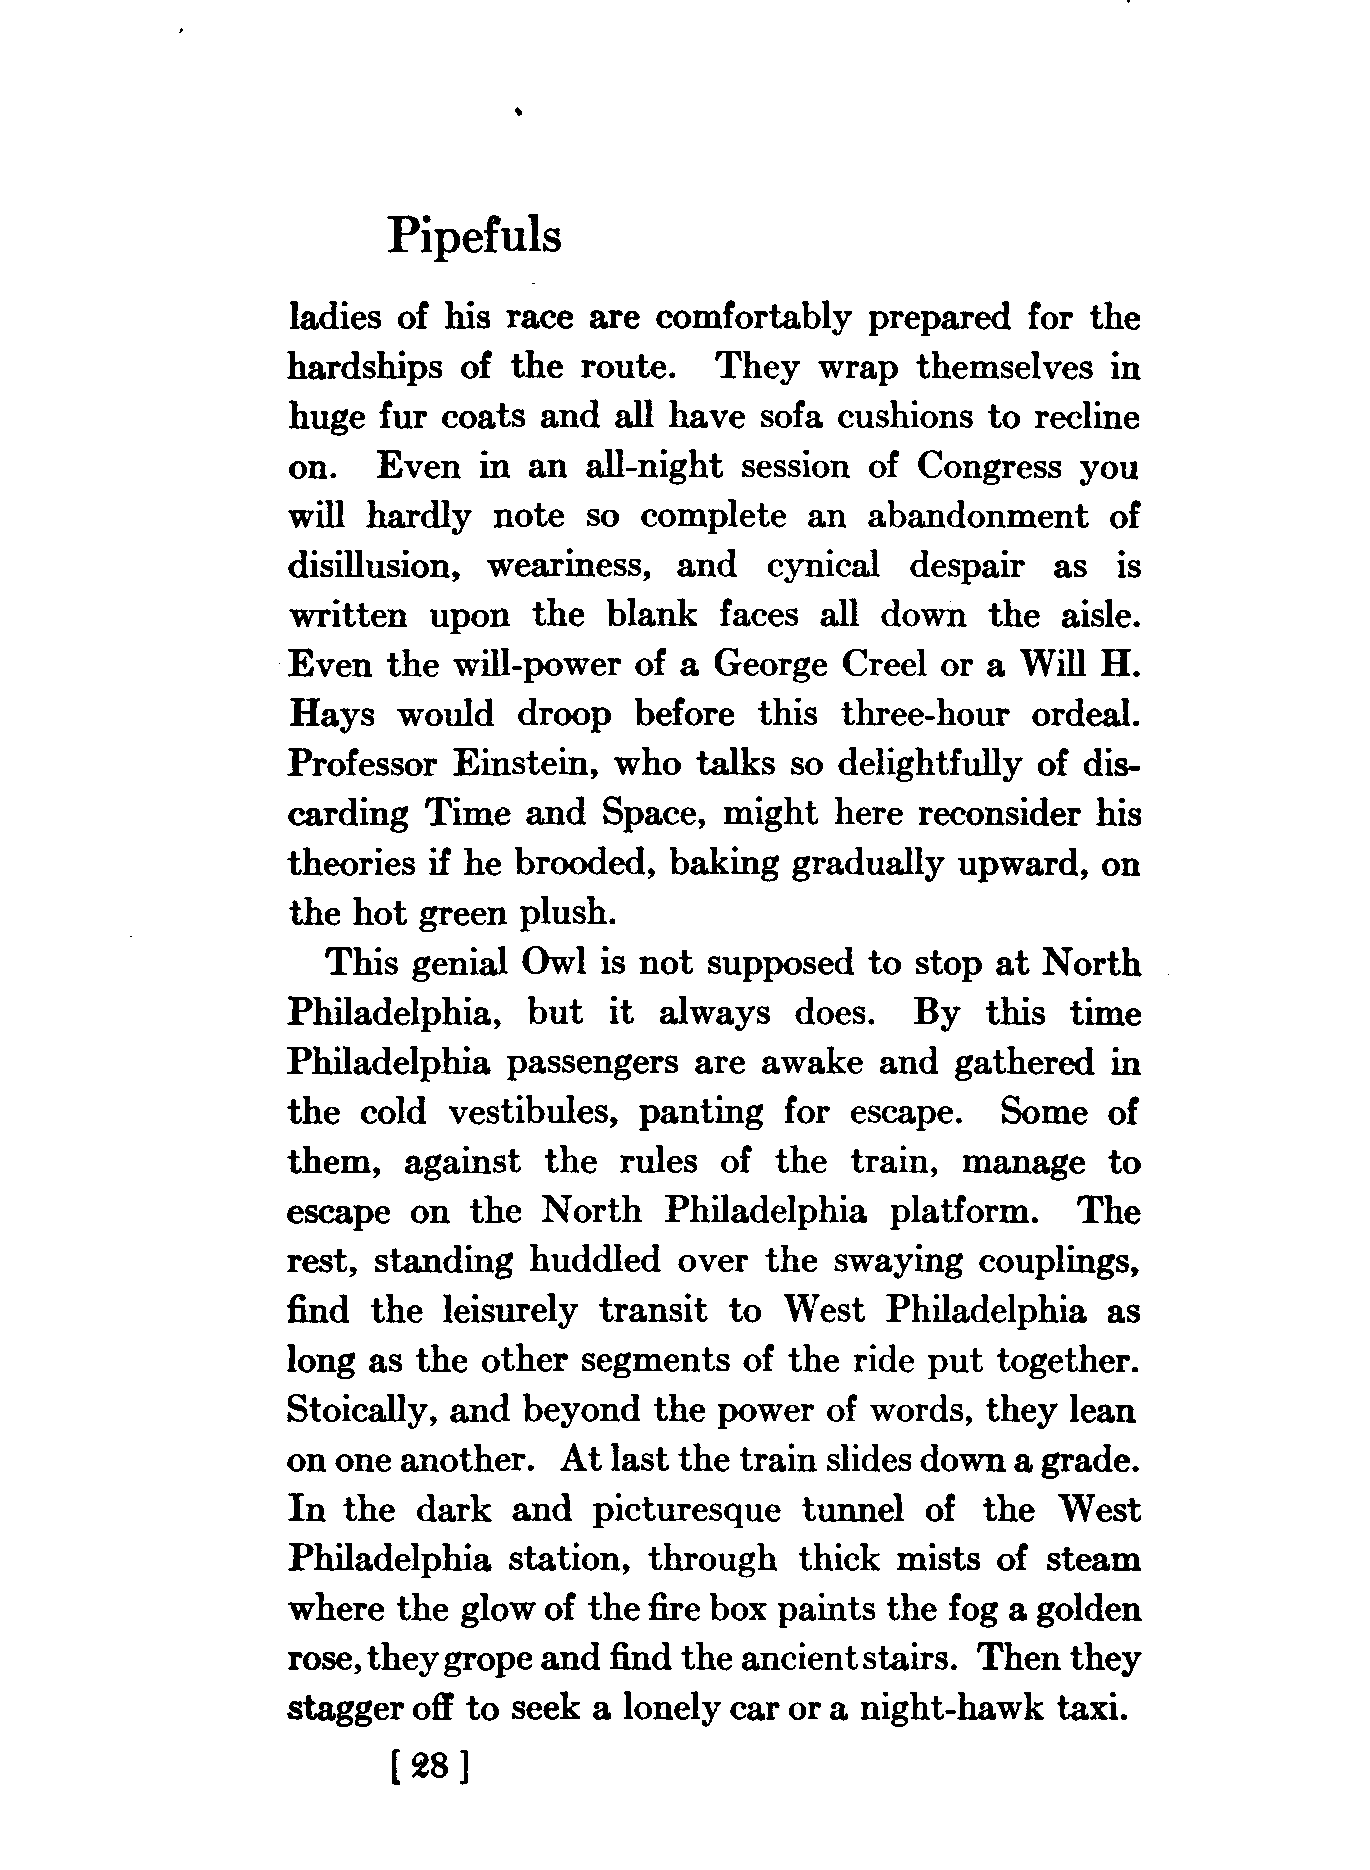 Pipefuls
ladies of his race are comfortably prepared for the
hardships of the route. They wrap themselves in
huge fur coats and all have sofa cushions to recline
on. Even in an all-night session of Congress you
will hardly note so complete an abandonment of
disillusion, weariness, and cynical despair as is
written upon the blank faces all down the aisle.
Even the will-power of a George Creel or a Will H.
Hays would droop before this three-hour ordeal.
Professor Einstein, who talks so delightfully of dis-
carding Time and Space, might here reconsider his
theories if he brooded, baking gradually upward, on
the hot green plush.
This genial Owl is not supposed to stop at North
Philadelphia, but it always does. By this time
Philadelphia passengers are awake and gathered in
the cold vestibules, panting for escape. Some of
them, against the rules of the train, manage to
escape on the North Philadelphia platform. The
rest, standing huddled over the swaying couplings,
find the leisurely transit to West Philadelphia as
long as the other segments of the ride put together.
Stoically, and beyond the power of words, they lean
on one another. At last the train slides down a grade.
In the dark and picturesque tunnel of the West
Philadelphia station, through thick mists of steam
where the glow of the fire box paints the fog a golden
rose, they grope and find the ancient stairs. Then they
stagger off to seek a lonely car or a night-hawk taxi.
[ 28 ]